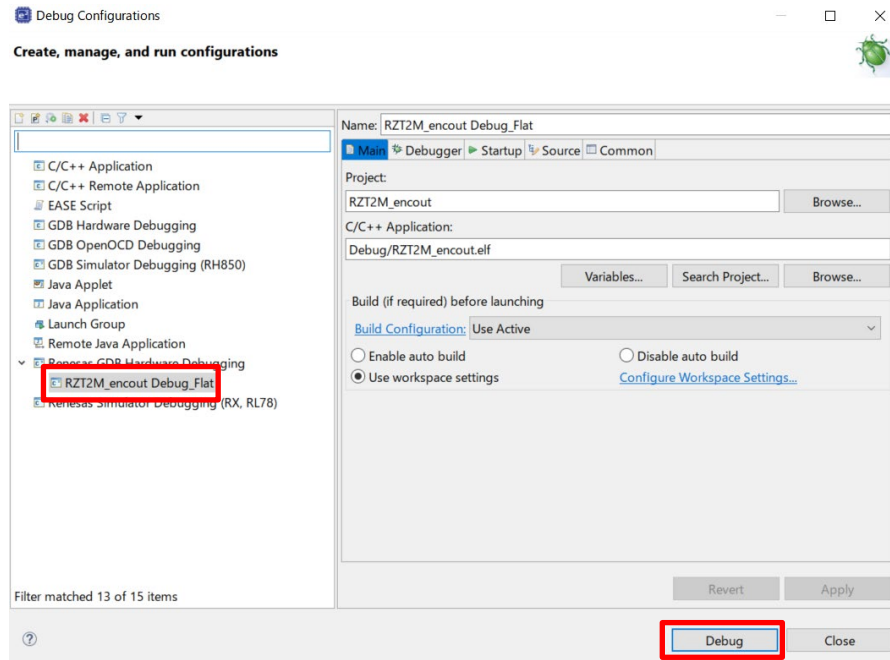 Debug Configurations
Create, manage, and run configurations
C/C++ Application
C/C++ Remote Application
EASE Script
GDB Hardware Debugging
GDB OpenOCD Debugging
GDB Simulator Debugging (RH850)
Java Applet
Java Application
Launch Group
Remote Java Application
Renesas GDB Hardware Debugging
RZT2M_encout Debug_Flat
Renesas Simulator Debugging (RX, RL78)
Filter matched 13 of 15 items
Name: RZT2M_encout Debug_Flat
Main Debugger Startup Source Common
Project:
RZT2M_encout Browse...
C/C++ Application:
Debug/RZT2M_encout.elf
Variables... Search Project... Browse...
Build (if required) before launching
Build Configuration: Use Active
Enable auto build Disable auto build
Use workspace settings Configure Workspace Settings...
Revert Apply
? Debug Close